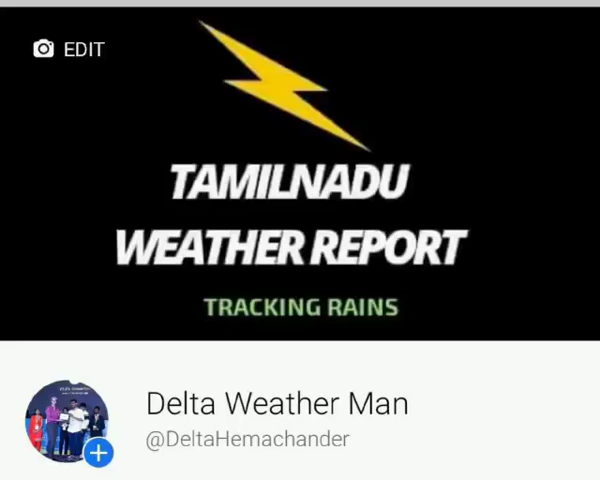 EDIT
TAMILNADU
WEATHER REPORT
TRACKING RAINS
Delta Weather Man
@DeltaHemachander